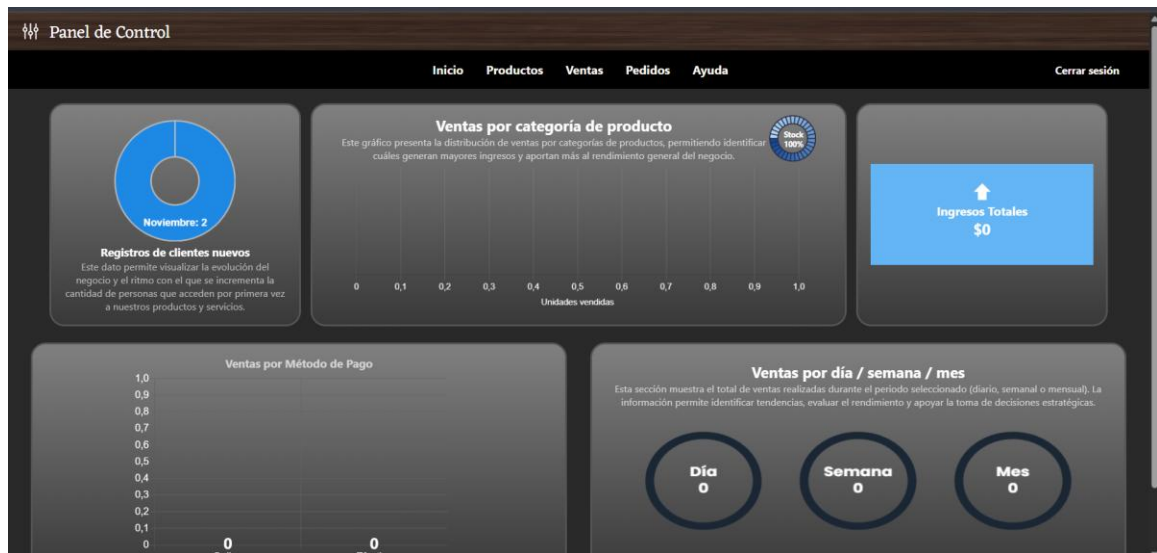 Panel de Control
Inicio Productos Ventas Pedidos Ayuda Cerrar sesión
Noviembre: 2
Registros de clientes nuevos
Este dato permite visualizar la evolución del
negocio y el ritmo con el que se incrementa la
cantidad de personas que acceden por primera vez
a nuestros productos y servicios.
Ventas por categoría de producto
Este gráfico presenta la distribución de ventas por categorías de productos, permitiendo identificar
cuáles generan mayores ingresos y aportan más al rendimiento general del negocio.
Stock
100%
0 0,1 0,2 0,3 0,4 0,5 0,6 0,7 0,8 0,9 1,0
Unidades vendidas
Ingresos Totales
$0
Ventas por Método de Pago
1,0
0,9
0,8
0,7
0,6
0,5
0,4
0,3
0,2
0,1
0
0 0
Ventas por día / semana / mes
Esta sección muestra el total de ventas realizadas durante el periodo seleccionado (diario, semanal o mensual). La
información permite identificar tendencias, evaluar el rendimiento y apoyar la toma de decisiones estratégicas.
Día
0
Semana
0
Mes
0